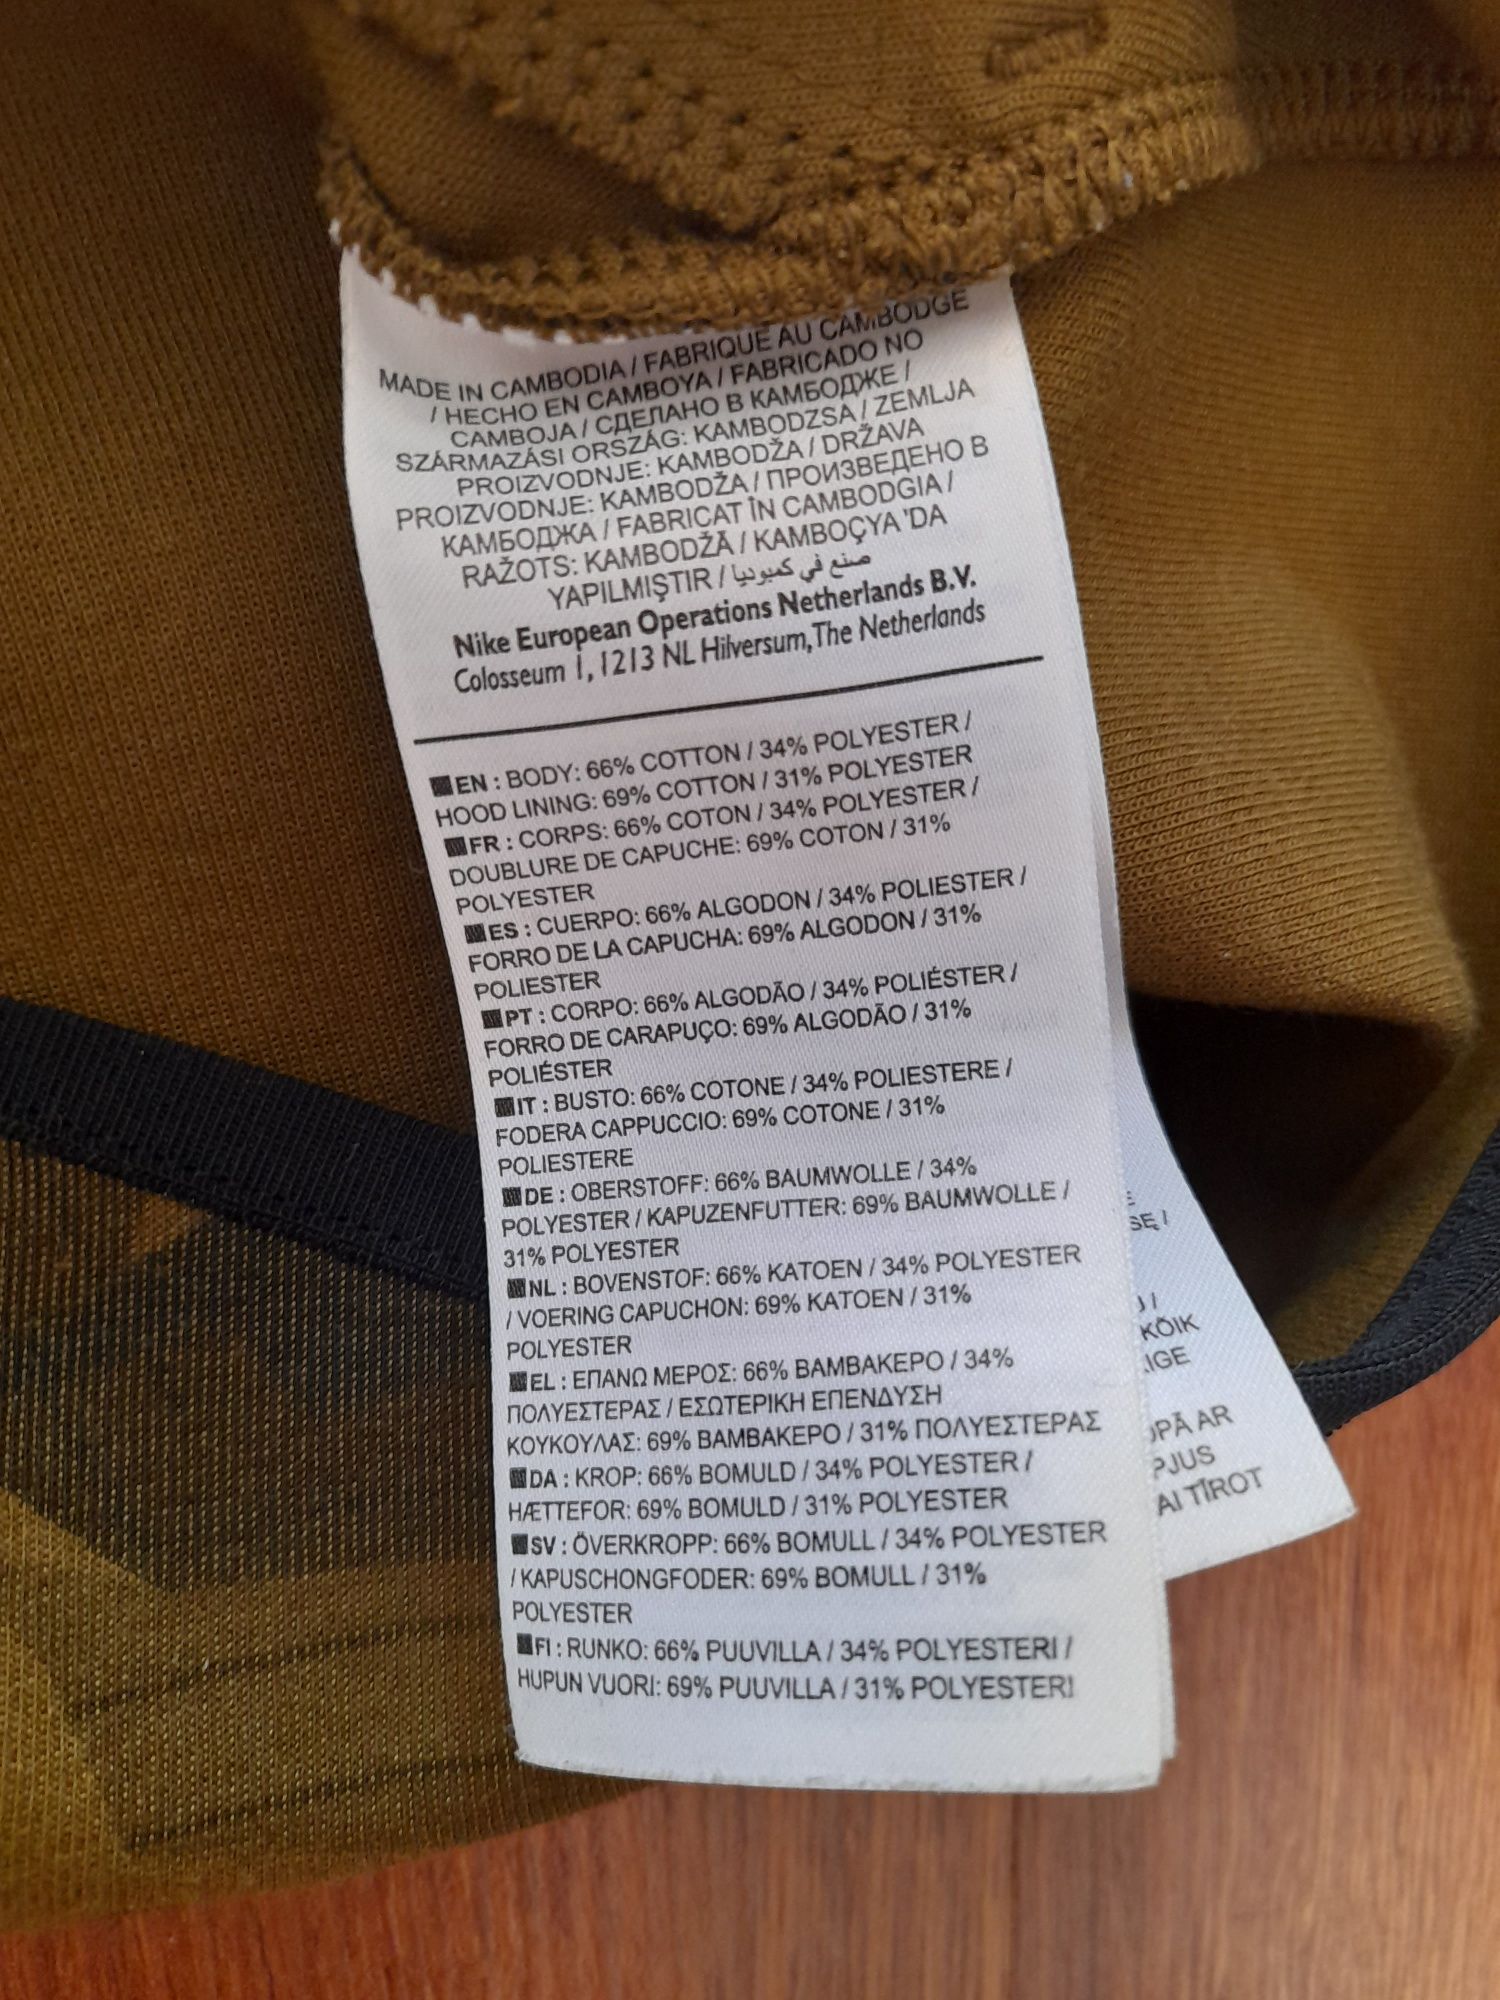 MADE IN CAMBODIA / FABRIQUÉ AU CAMBODGE
/ HECHO EN CAMBOYA / FABRICADO NO
CAMBOJA / СДЕЛАНО В КАМБОДЖЕ /
SZÁRMAZÁSI ORSZÁG: KAMBODZSA / ZEMLJA
PROIZVODNJE: KAMBODŽA / DRŽAVA
PROIZVODNJE: KAMBODŽA / ПРОИЗВЕДЕНО В
КАМБОДЖА / FABRICAT ÎN CAMBODGIA /
RAŽOTS: KAMBODŽĀ / KAMBOÇYA 'DA
YAPILMIŞTIR / صنع في كمبوديا
Nike European Operations Netherlands B.V.
Colosseum 1, 1213 NL Hilversum, The Netherlands
EN : BODY: 66% COTTON / 34% POLYESTER /
HOOD LINING: 69% COTTON / 31% POLYESTER
FR : CORPS: 66% COTON / 34% POLYESTER /
DOUBLURE DE CAPUCHE: 69% COTON / 31%
POLYESTER
ES : CUERPO: 66% ALGODON / 34% POLIESTER /
FORRO DE LA CAPUCHA: 69% ALGODON / 31%
POLIESTER
PT : CORPO: 66% ALGODÃO / 34% POLIÉSTER /
FORRO DE CARAPUÇO: 69% ALGODÃO / 31%
POLIÉSTER
IT : BUSTO: 66% COTONE / 34% POLIESTERE /
FODERA CAPPUCCIO: 69% COTONE / 31%
POLIESTERE
DE : OBERSTOFF: 66% BAUMWOLLE / 34%
POLYESTER / KAPUZENFUTTER: 69% BAUMWOLLE /
31% POLYESTER
NL : BOVENSTOF: 66% KATOEN / 34% POLYESTER
/ VOERING CAPUCHON: 69% KATOEN / 31%
POLYESTER
EL : ΕΠΑΝΩ ΜΕΡΟΣ: 66% ΒΑΜΒΑΚΕΡΟ / 34%
ΠΟΛΥΕΣΤΕΡΑΣ / ΕΣΩΤΕΡΙΚΗ ΕΠΕΝΔΥΣΗ
ΚΟΥΚΟΥΛΑΣ: 69% ΒΑΜΒΑΚΕΡΟ / 31% ΠΟΛΥΕΣΤΕΡΑΣ
DA : KROP: 66% BOMULD / 34% POLYESTER /
HÆTTEFOR: 69% BOMULD / 31% POLYESTER
SV : ÖVERKROPP: 66% BOMULL / 34% POLYESTER
/ KAPUSCHONGFODER: 69% BOMULL / 31%
POLYESTER
FI : RUNKO: 66% PUUVILLA / 34% POLYESTERI /
HUPUN VUORI: 69% PUUVILLA / 31% POLYESTERI
KÕIK
AR
TĪROT